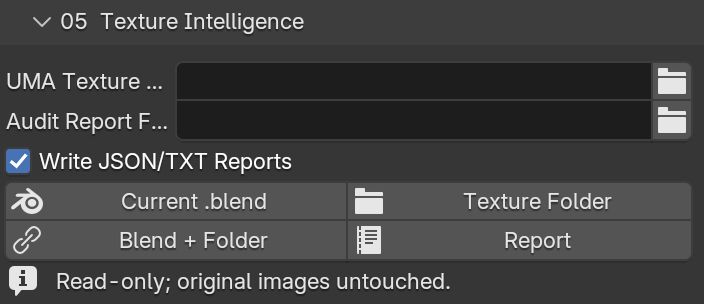 05 Texture Intelligence
UMA Texture ...
Audit Report F...
Write JSON/TXT Reports
Current .blend Texture Folder
Blend + Folder Report
Read-only; original images untouched.